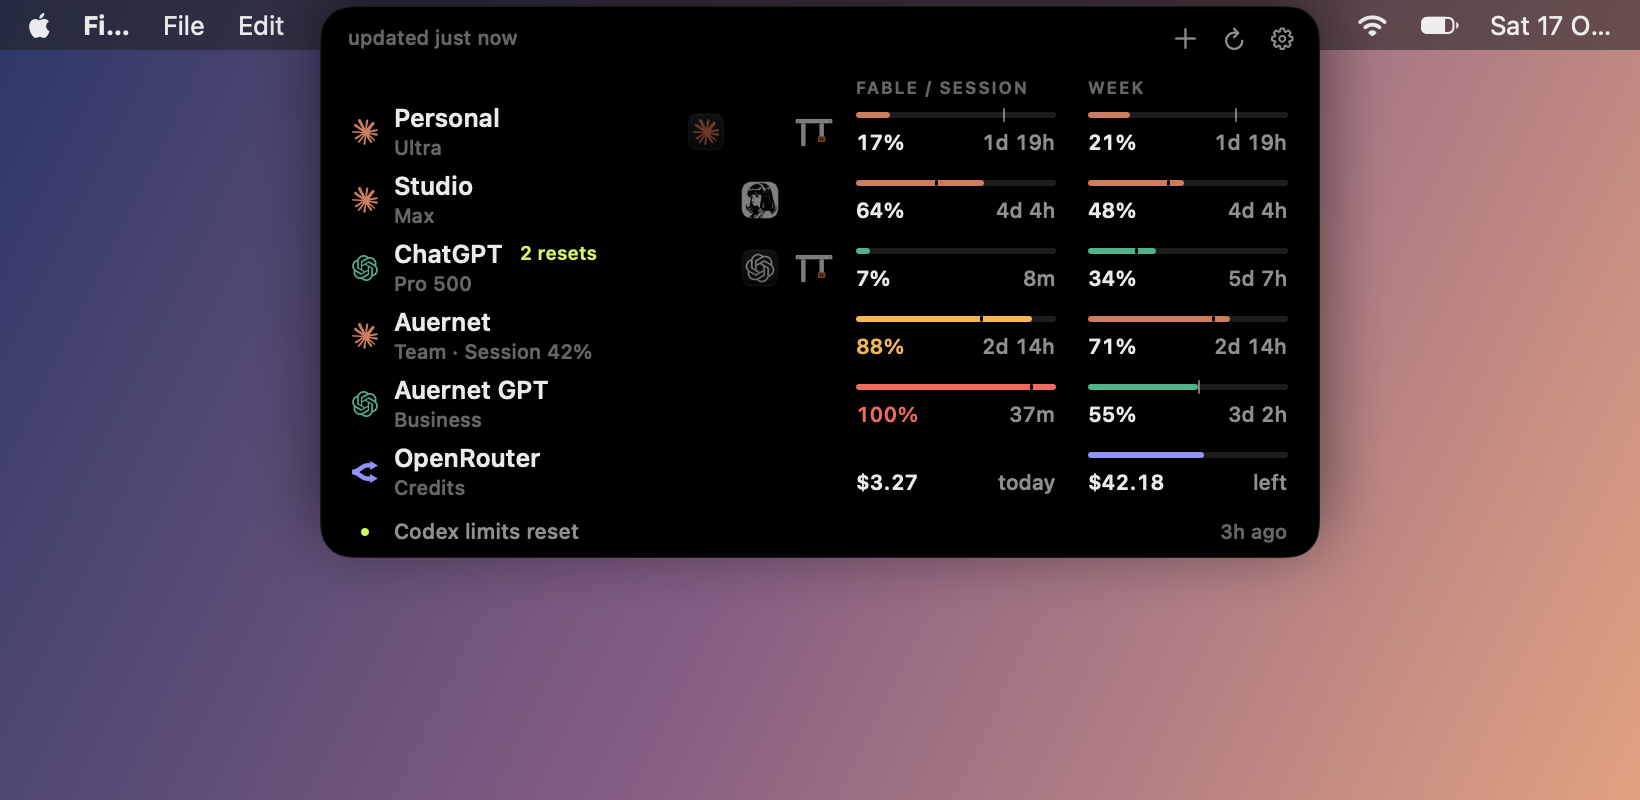 Fi... File Edit
Sat 17 O...
updated just now
FABLE / SESSION WEEK
Personal
Ultra
17% 1d 19h 21% 1d 19h
Studio
Max
64% 4d 4h 48% 4d 4h
ChatGPT 2 resets
Pro 500
7% 8m 34% 5d 7h
Auernet
Team · Session 42%
88% 2d 14h 71% 2d 14h
Auernet GPT
Business
100% 37m 55% 3d 2h
OpenRouter
Credits
$3.27 today $42.18 left
Codex limits reset 3h ago